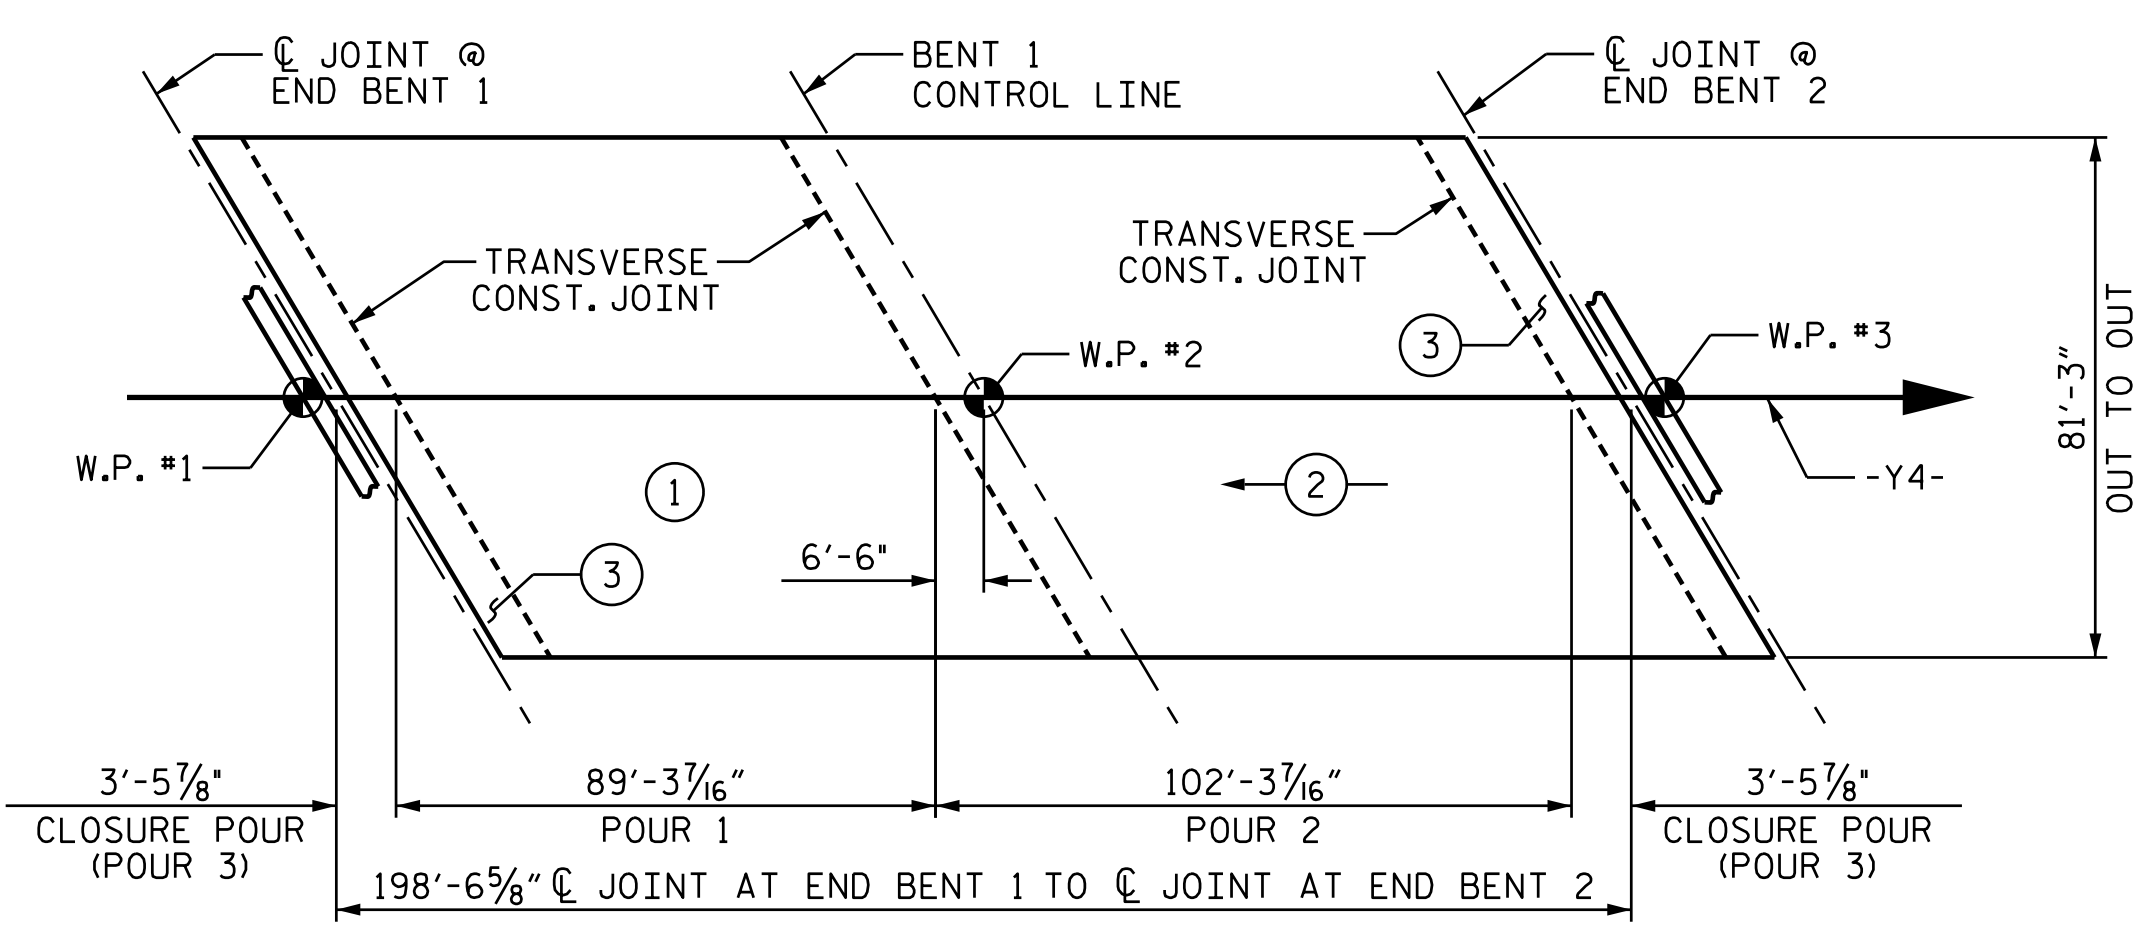 ℄ JOINT @
END BENT 1
BENT 1
CONTROL LINE
℄ JOINT @
END BENT 2
TRANSVERSE
CONST. JOINT
TRANSVERSE
CONST. JOINT
W.P. #1
W.P. #2
W.P. #3
-Y4-
1
2
3
3
6'-6"
81'-3"
OUT TO OUT
3'-5⅞"
CLOSURE POUR
(POUR 3)
89'-3 7/16"
POUR 1
102'-3 7/16"
POUR 2
3'-5⅞"
CLOSURE POUR
(POUR 3)
198'-6⅝" ℄ JOINT AT END BENT 1 TO ℄ JOINT AT END BENT 2